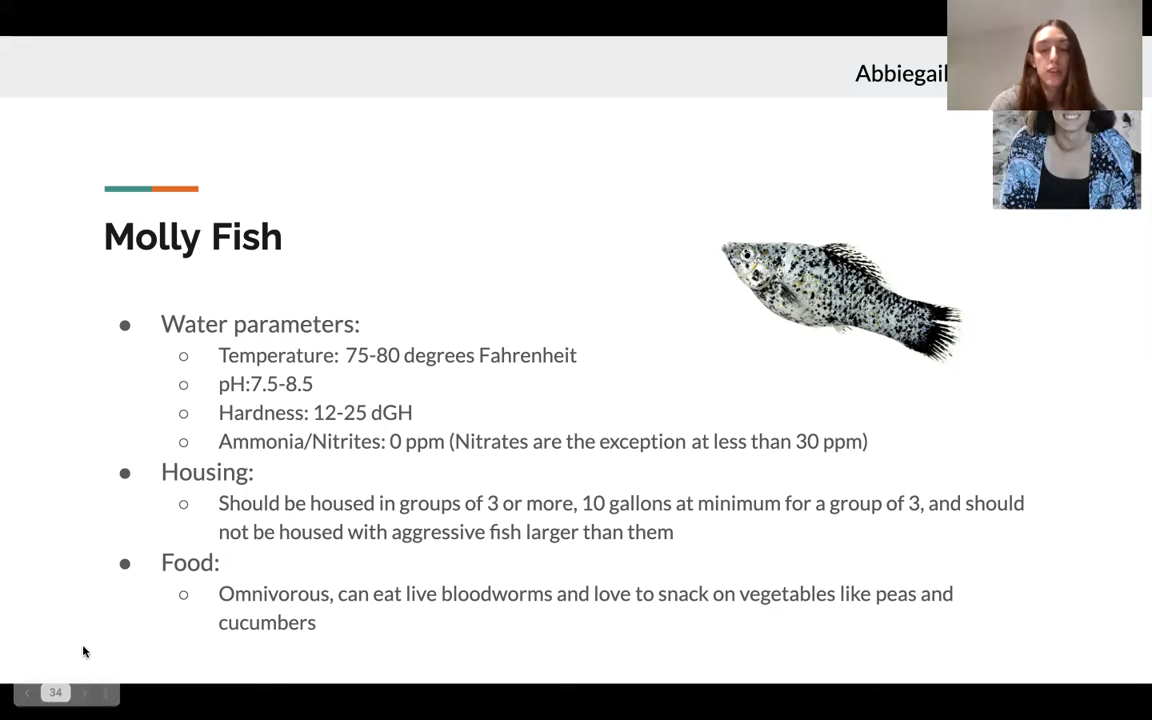 Abbiegail
Molly Fish
● Water parameters:
○ Temperature: 75-80 degrees Fahrenheit
○ pH:7.5-8.5
○ Hardness: 12-25 dGH
○ Ammonia/Nitrites: 0 ppm (Nitrates are the exception at less than 30 ppm)
● Housing:
○ Should be housed in groups of 3 or more, 10 gallons at minimum for a group of 3, and should
not be housed with aggressive fish larger than them
● Food:
○ Omnivorous, can eat live bloodworms and love to snack on vegetables like peas and
cucumbers
34